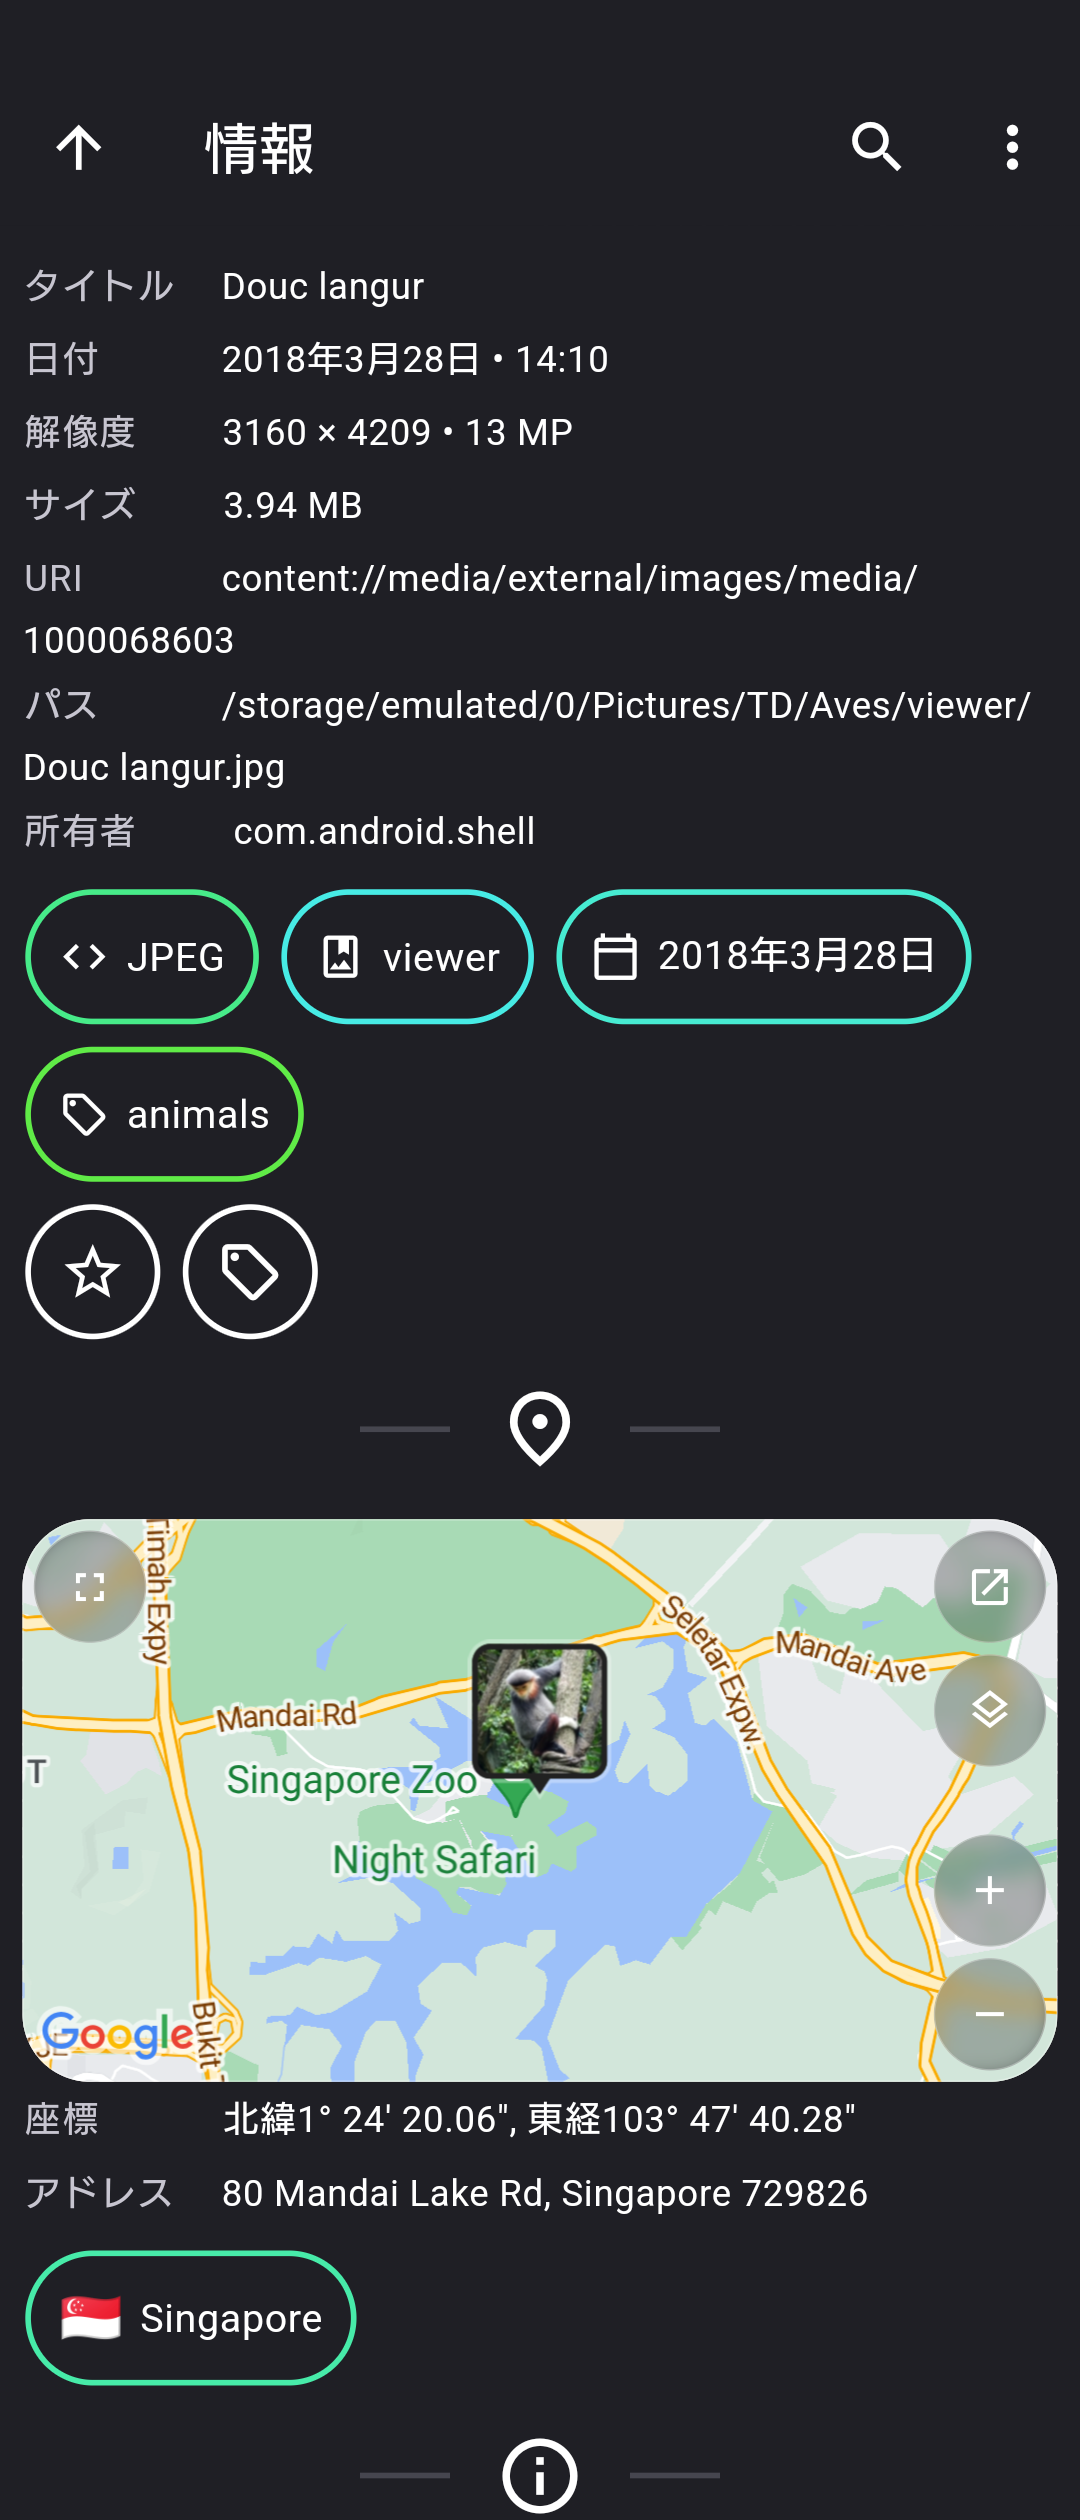 情報
タイトル Douc langur
日付 2018年3月28日 • 14:10
解像度 3160 × 4209 • 13 MP
サイズ 3.94 MB
URI content://media/external/images/media/
1000068603
パス /storage/emulated/0/Pictures/TD/Aves/viewer/
Douc langur.jpg
所有者 com.android.shell
JPEG viewer 2018年3月28日
animals
Timah Expy
Seletar Expw.
Mandai Ave
Mandai Rd
T
Singapore Zoo
Night Safari
Google
Bukit
座標 北緯1° 24' 20.06", 東経103° 47' 40.28"
アドレス 80 Mandai Lake Rd, Singapore 729826
Singapore